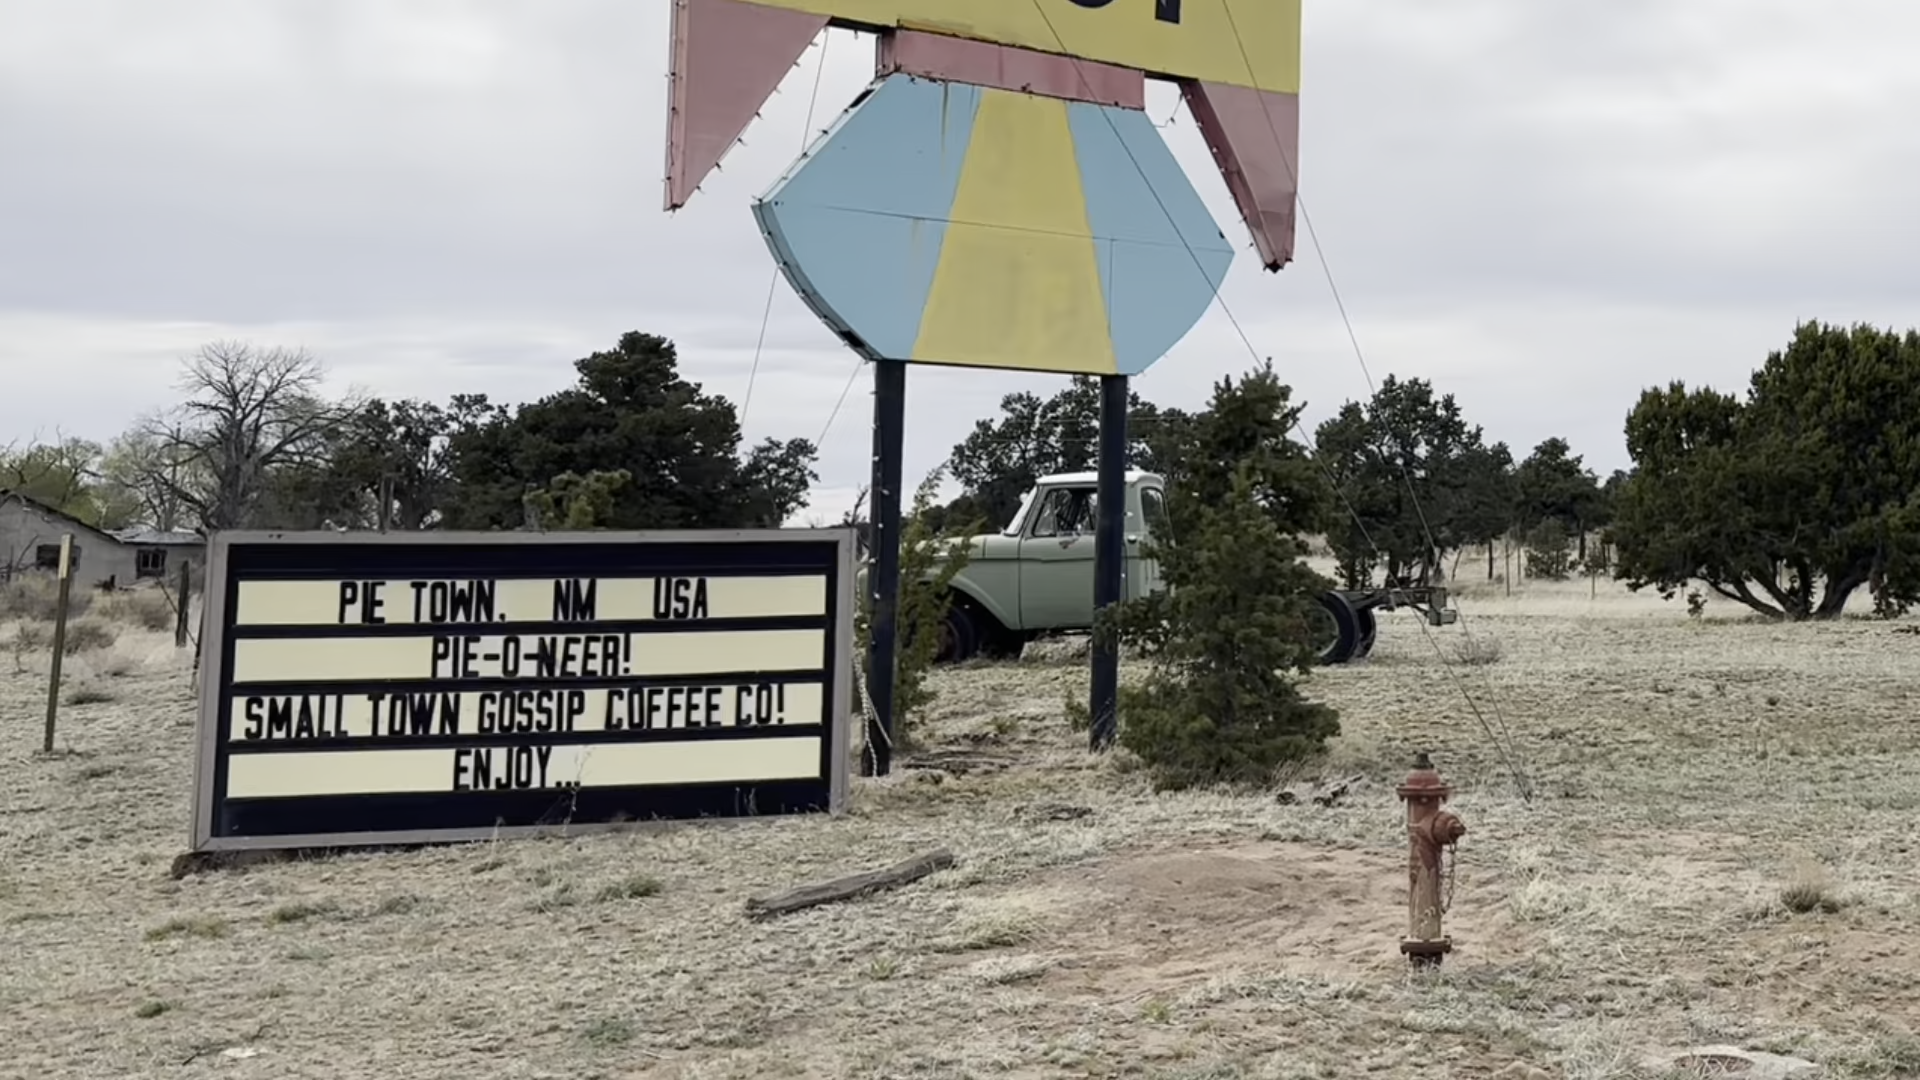 PIE TOWN, NM USA
PIE-O-NEER!
SMALL TOWN GOSSIP COFFEE CO!
ENJOY...